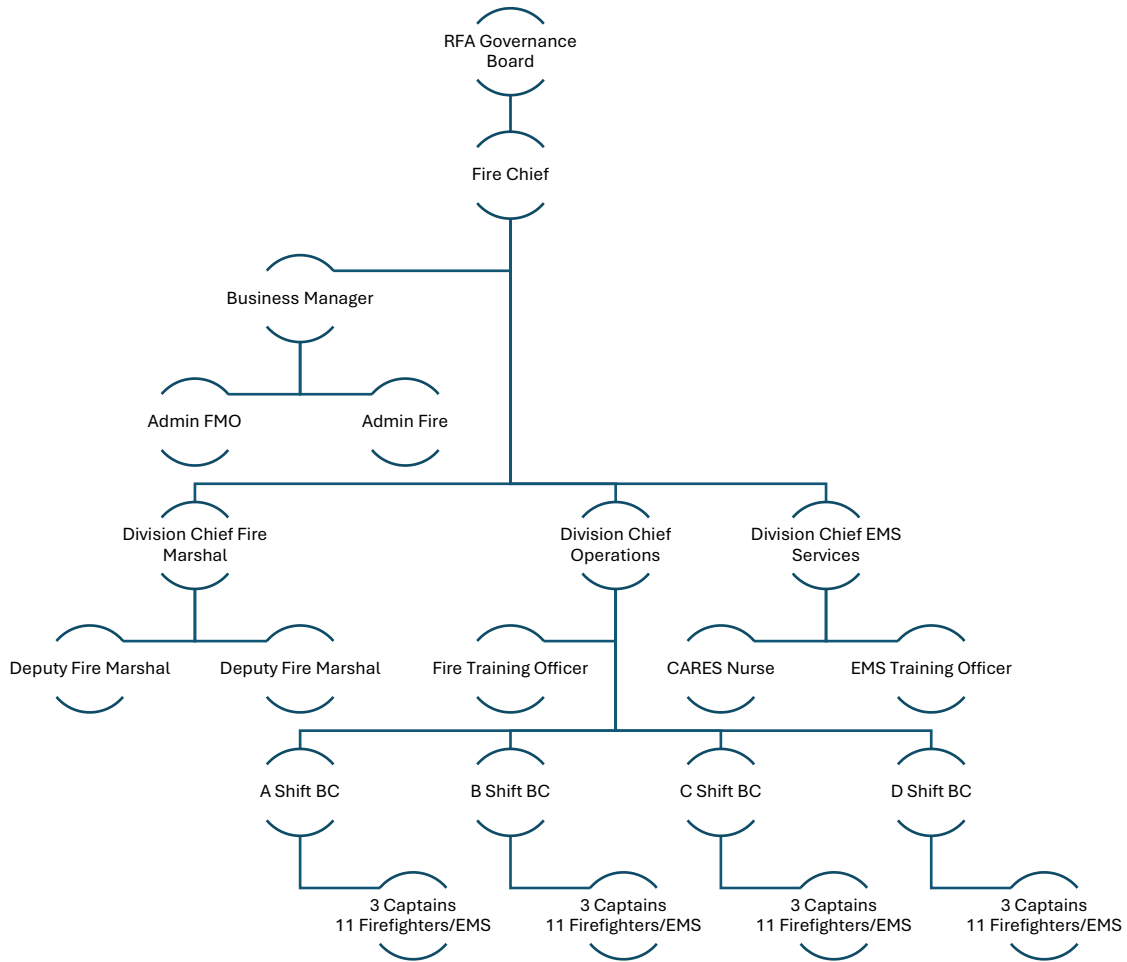 RFA Governance
Board
Fire Chief
Business Manager
Admin FMO
Admin Fire
Division Chief Fire
Marshal
Division Chief
Operations
Division Chief EMS
Services
Deputy Fire Marshal
Deputy Fire Marshal
Fire Training Officer
CARES Nurse
EMS Training Officer
A Shift BC
B Shift BC
C Shift BC
D Shift BC
3 Captains
11 Firefighters/EMS
3 Captains
11 Firefighters/EMS
3 Captains
11 Firefighters/EMS
3 Captains
11 Firefighters/EMS